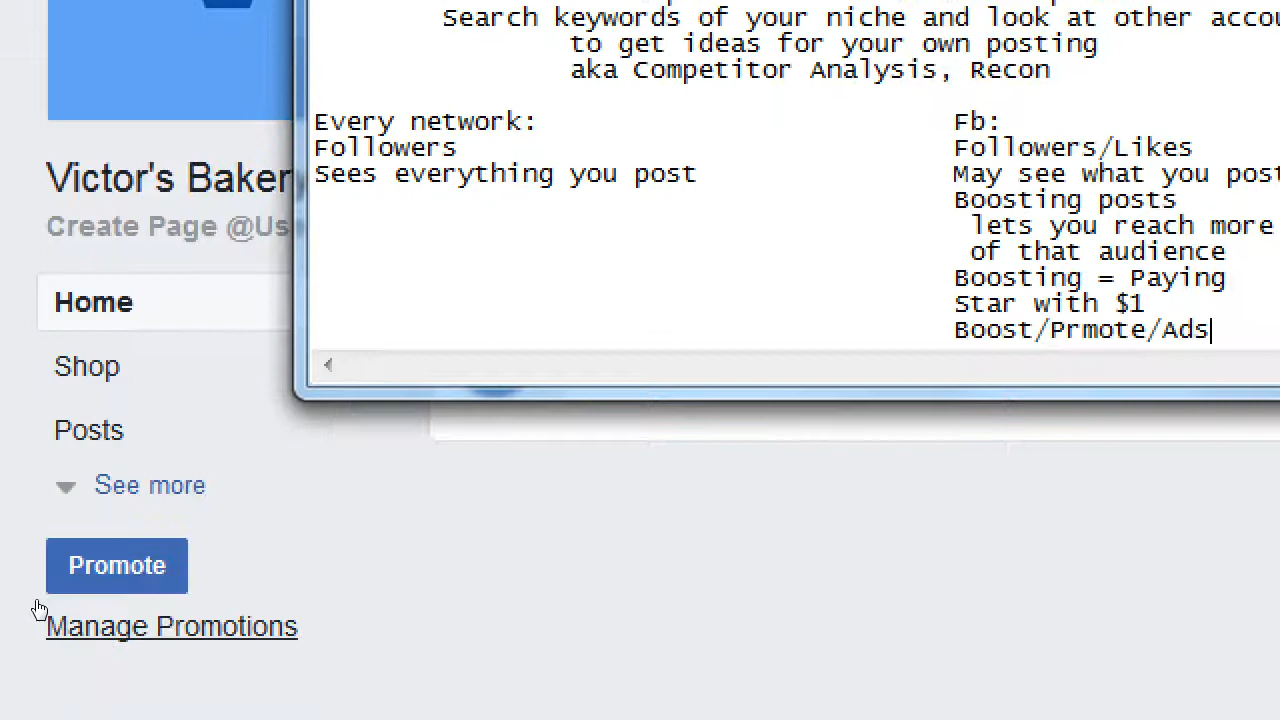 Search keywords of your niche and look at other
to get ideas for your own posting
aka Competitor Analysis, Recon
Every network:
Followers
Sees everything you post
Fb:
Followers/Likes
May see what you post
Boosting posts
lets you reach more
of that audience
Boosting = Paying
Star with $1
Boost/Prmote/Ads
Victor's Bakery
Create Page
Home
Shop
Posts
See more
Promote
Manage Promotions